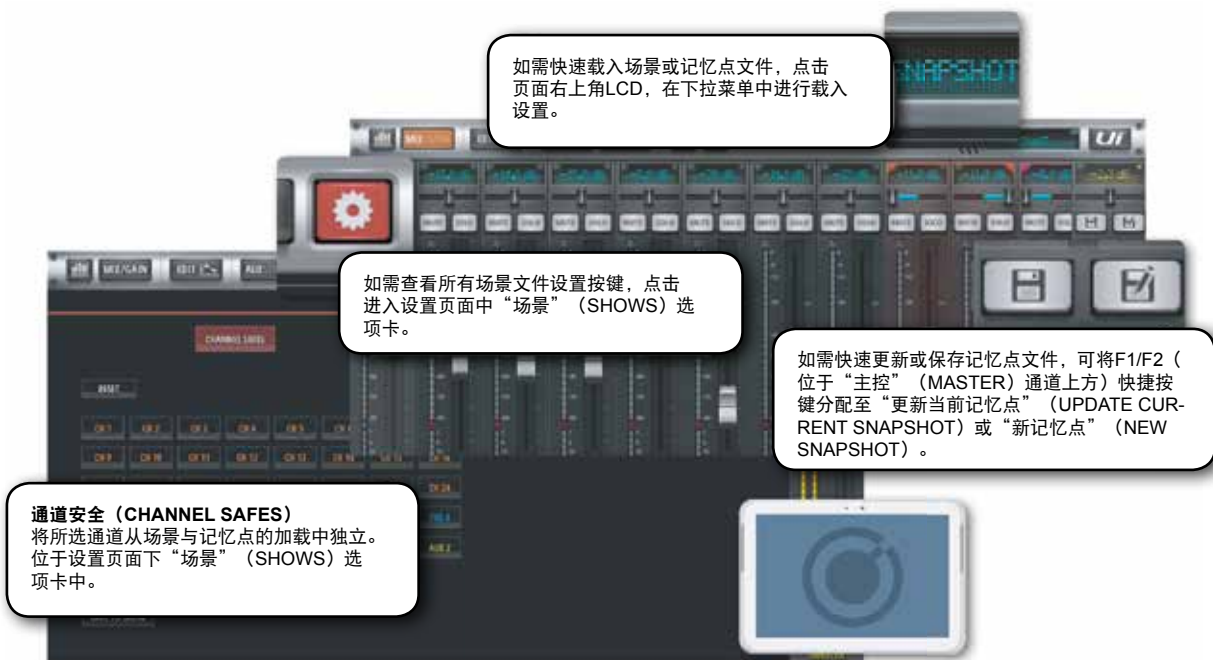 如需快速载入场景或记忆点文件，点击
页面右上角LCD，在下拉菜单中进行载入
设置。
SNAPSHOT
MIX
Ui
如需查看所有场景文件设置按键，点击
进入设置页面中“场景”（SHOWS）选
项卡。
MIX/GAIN
EDIT
AUX
CHANNEL SAFES
RESET
CH 1
CH 2
CH 3
CH 4
CH 5
CH 9
CH 10
CH 11
CH 12
CH 13
如需快速更新或保存记忆点文件，可将F1/F2（
位于“主控”（MASTER）通道上方）快捷按
键分配至“更新当前记忆点”（UPDATE CUR-
RENT SNAPSHOT）或“新记忆点”（NEW
SNAPSHOT）。
通道安全（CHANNEL SAFES）
将所选通道从场景与记忆点的加载中独立。
位于设置页面下“场景”（SHOWS）选
项卡中。
CH 24
AUX 2